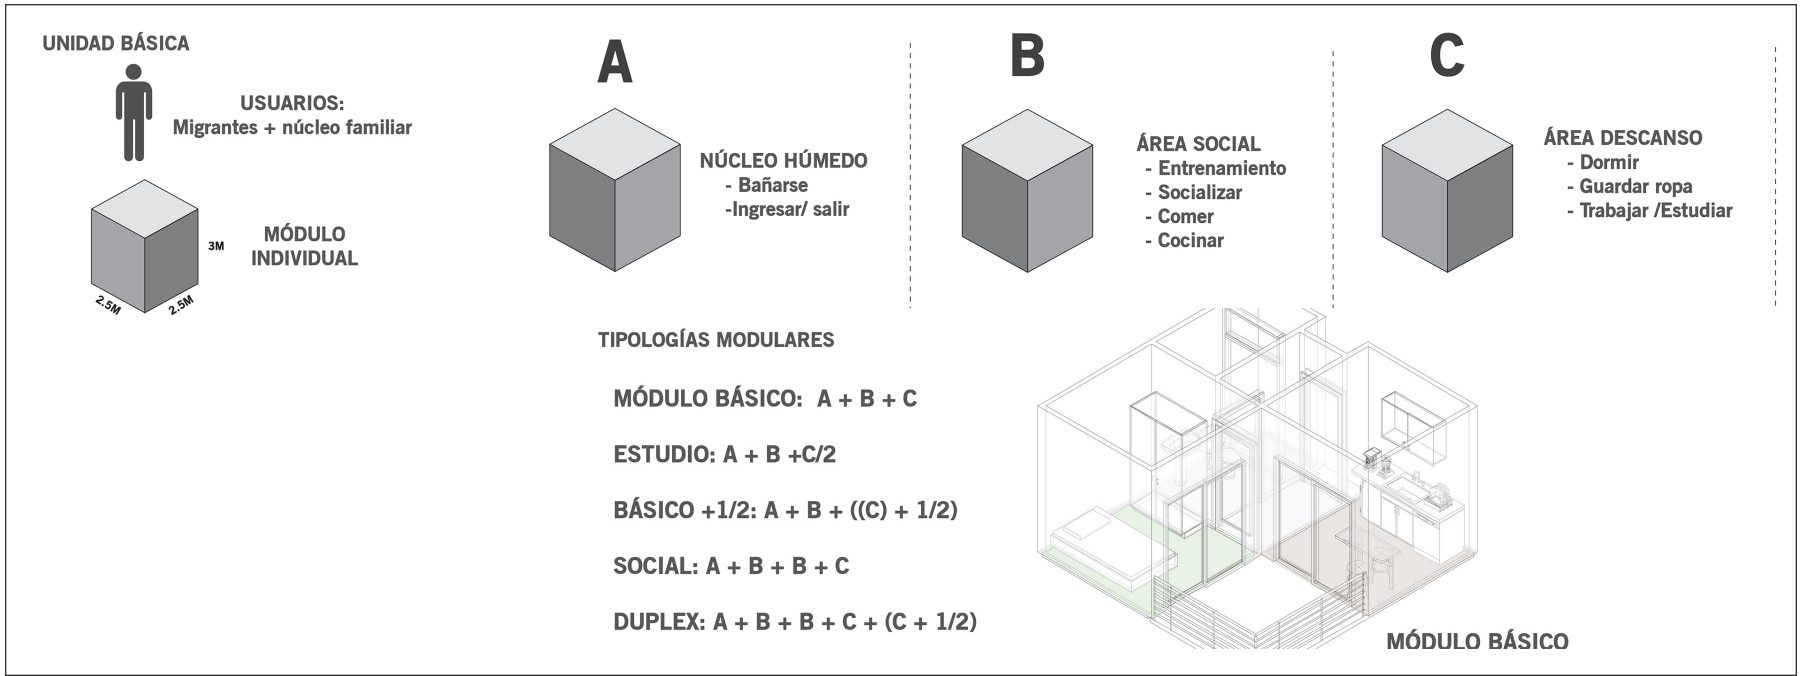 UNIDAD BÁSICA
USUARIOS:
Migrantes + núcleo familiar
3M
MÓDULO
INDIVIDUAL
2.5M
2.5M
A
NÚCLEO HÚMEDO
- Bañarse
-Ingresar/ salir
B
ÁREA SOCIAL
- Entrenamiento
- Socializar
- Comer
- Cocinar
C
ÁREA DESCANSO
- Dormir
- Guardar ropa
- Trabajar /Estudiar
TIPOLOGÍAS MODULARES
MÓDULO BÁSICO: A + B + C
ESTUDIO: A + B +C/2
BÁSICO +1/2: A + B + ((C) + 1/2)
SOCIAL: A + B + B + C
DUPLEX: A + B + B + C + (C + 1/2)
MÓDULO BÁSICO